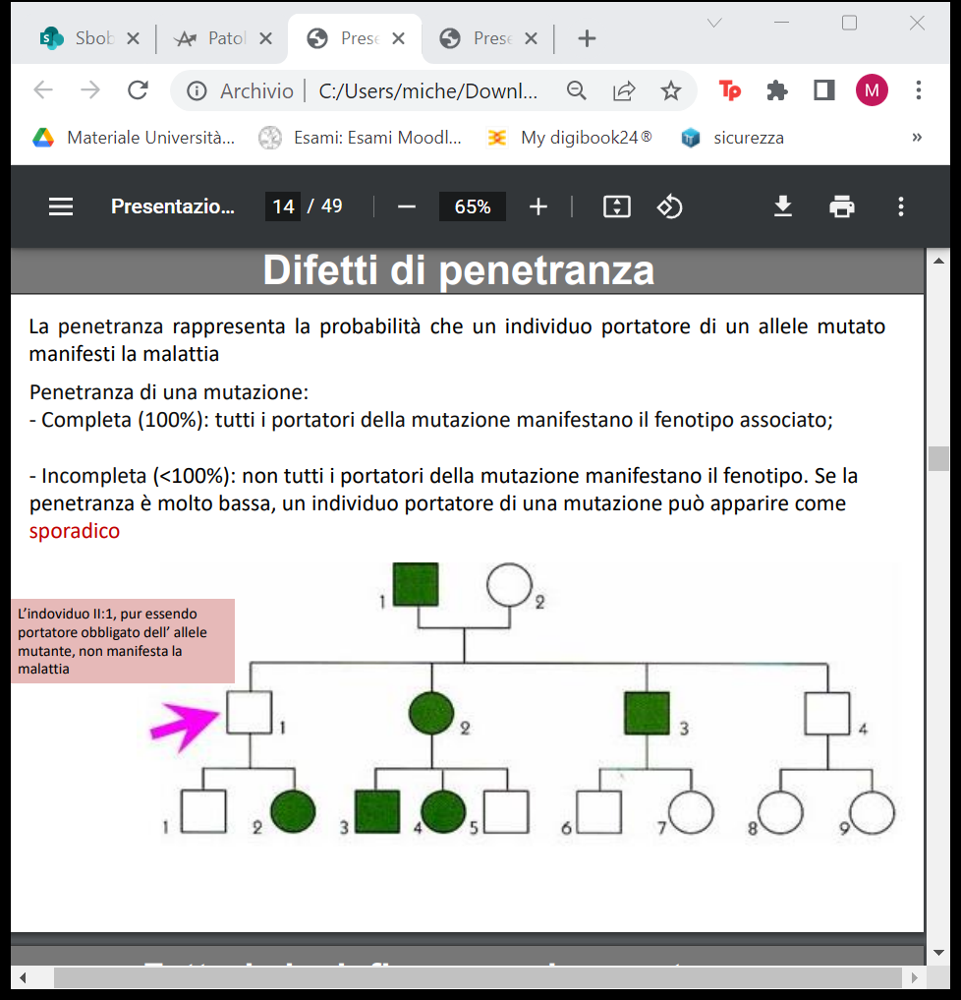 Sbob
Patol
Prese
Prese
Archivio
C:/Users/miche/Downl...
Tp
M
Materiale Università...
Esami: Esami Moodl...
My digibook24®
sicurezza
»
Presentazio...
14 / 49
65%
Difetti di penetranza
La penetranza rappresenta la probabilità che un individuo portatore di un allele mutato
manifesti la malattia
Penetranza di una mutazione:
- Completa (100%): tutti i portatori della mutazione manifestano il fenotipo associato;
- Incompleta (<100%): non tutti i portatori della mutazione manifestano il fenotipo. Se la
penetranza è molto bassa, un individuo portatore di una mutazione può apparire come
sporadico
1
2
L'indoviduo II:1, pur essendo
portatore obbligato dell' allele
mutante, non manifesta la
malattia
1
2
3
4
1
2
3
4
5
6
7
8
9